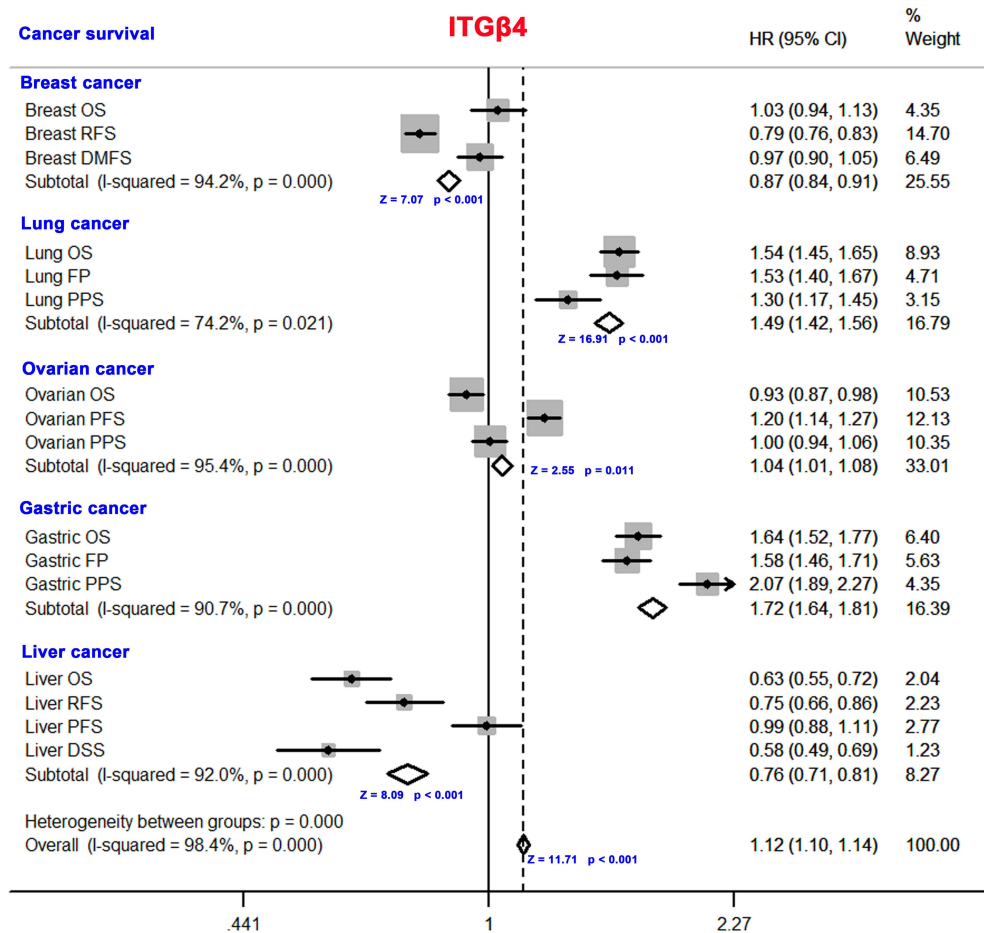 ITGβ4
%
Cancer survival HR (95% CI) Weight
Breast cancer
Breast OS 1.03 (0.94, 1.13) 4.35
Breast RFS 0.79 (0.76, 0.83) 14.70
Breast DMFS 0.97 (0.90, 1.05) 6.49
Subtotal (I-squared = 94.2%, p = 0.000) 0.87 (0.84, 0.91) 25.55
Z = 7.07 p < 0.001
Lung cancer
Lung OS 1.54 (1.45, 1.65) 8.93
Lung FP 1.53 (1.40, 1.67) 4.71
Lung PPS 1.30 (1.17, 1.45) 3.15
Subtotal (I-squared = 74.2%, p = 0.021) 1.49 (1.42, 1.56) 16.79
Z = 16.91 p < 0.001
Ovarian cancer
Ovarian OS 0.93 (0.87, 0.98) 10.53
Ovarian PFS 1.20 (1.14, 1.27) 12.13
Ovarian PPS 1.00 (0.94, 1.06) 10.35
Subtotal (I-squared = 95.4%, p = 0.000) Z = 2.55 p = 0.011 1.04 (1.01, 1.08) 33.01
Gastric cancer
Gastric OS 1.64 (1.52, 1.77) 6.40
Gastric FP 1.58 (1.46, 1.71) 5.63
Gastric PPS 2.07 (1.89, 2.27) 4.35
Subtotal (I-squared = 90.7%, p = 0.000) 1.72 (1.64, 1.81) 16.39
Liver cancer
Liver OS 0.63 (0.55, 0.72) 2.04
Liver RFS 0.75 (0.66, 0.86) 2.23
Liver PFS 0.99 (0.88, 1.11) 2.77
Liver DSS 0.58 (0.49, 0.69) 1.23
Subtotal (I-squared = 92.0%, p = 0.000) 0.76 (0.71, 0.81) 8.27
Z = 8.09 p < 0.001
Heterogeneity between groups: p = 0.000
Overall (I-squared = 98.4%, p = 0.000) 1.12 (1.10, 1.14) 100.00
Z = 11.71 p < 0.001
.441 1 2.27